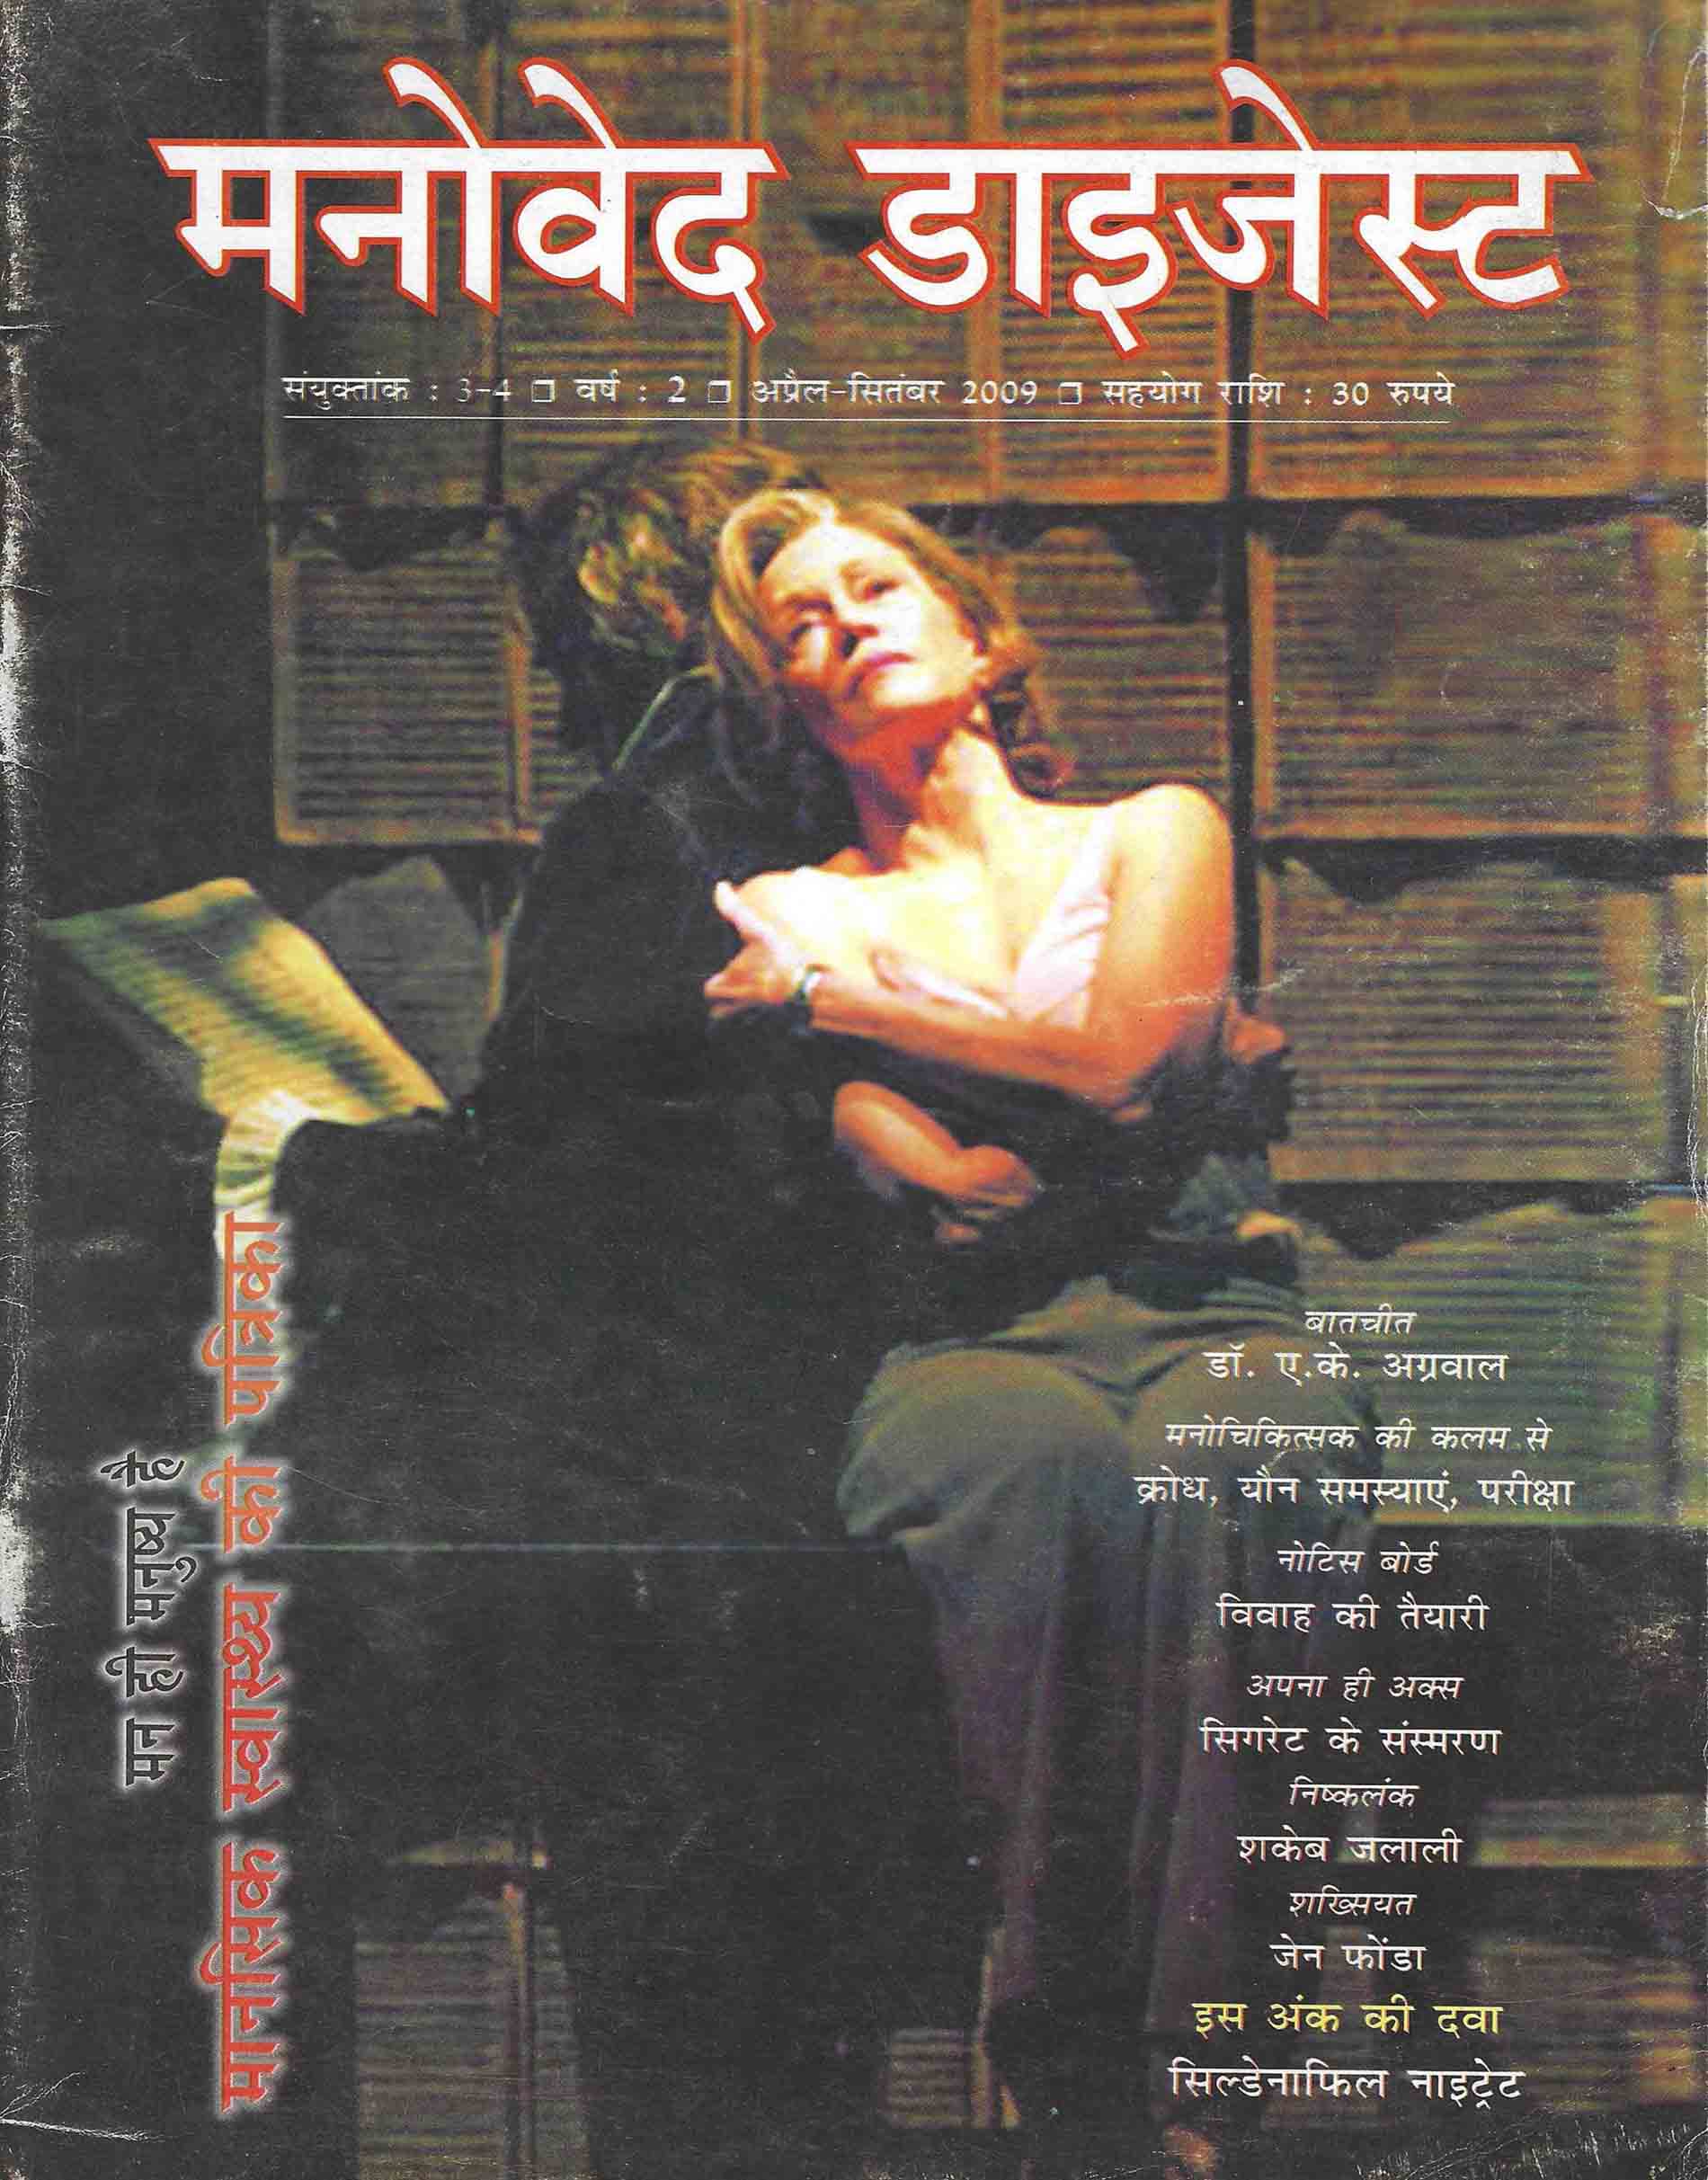 मनोवेद डाइजेस्ट
संयुक्तांक : 3-4 □ वर्ष : 2 □ अप्रैल-सितंबर 2009 □ सहयोग राशि : 30 रुपये
मन ही मनुष्य है
मानसिक स्वास्थ्य की पत्रिका
बातचीत
डॉ. ए.के. अग्रवाल
मनोचिकित्सक की कलम से
क्रोध, यौन समस्याएं, परीक्षा
नोटिस बोर्ड
विवाह की तैयारी
अपना ही अक्स
सिगरेट के संस्मरण
निष्कलंक
शकेब जलाली
शख्सियत
जेन फोंडा
इस अंक की दवा
सिल्डेनाफिल नाइट्रेट